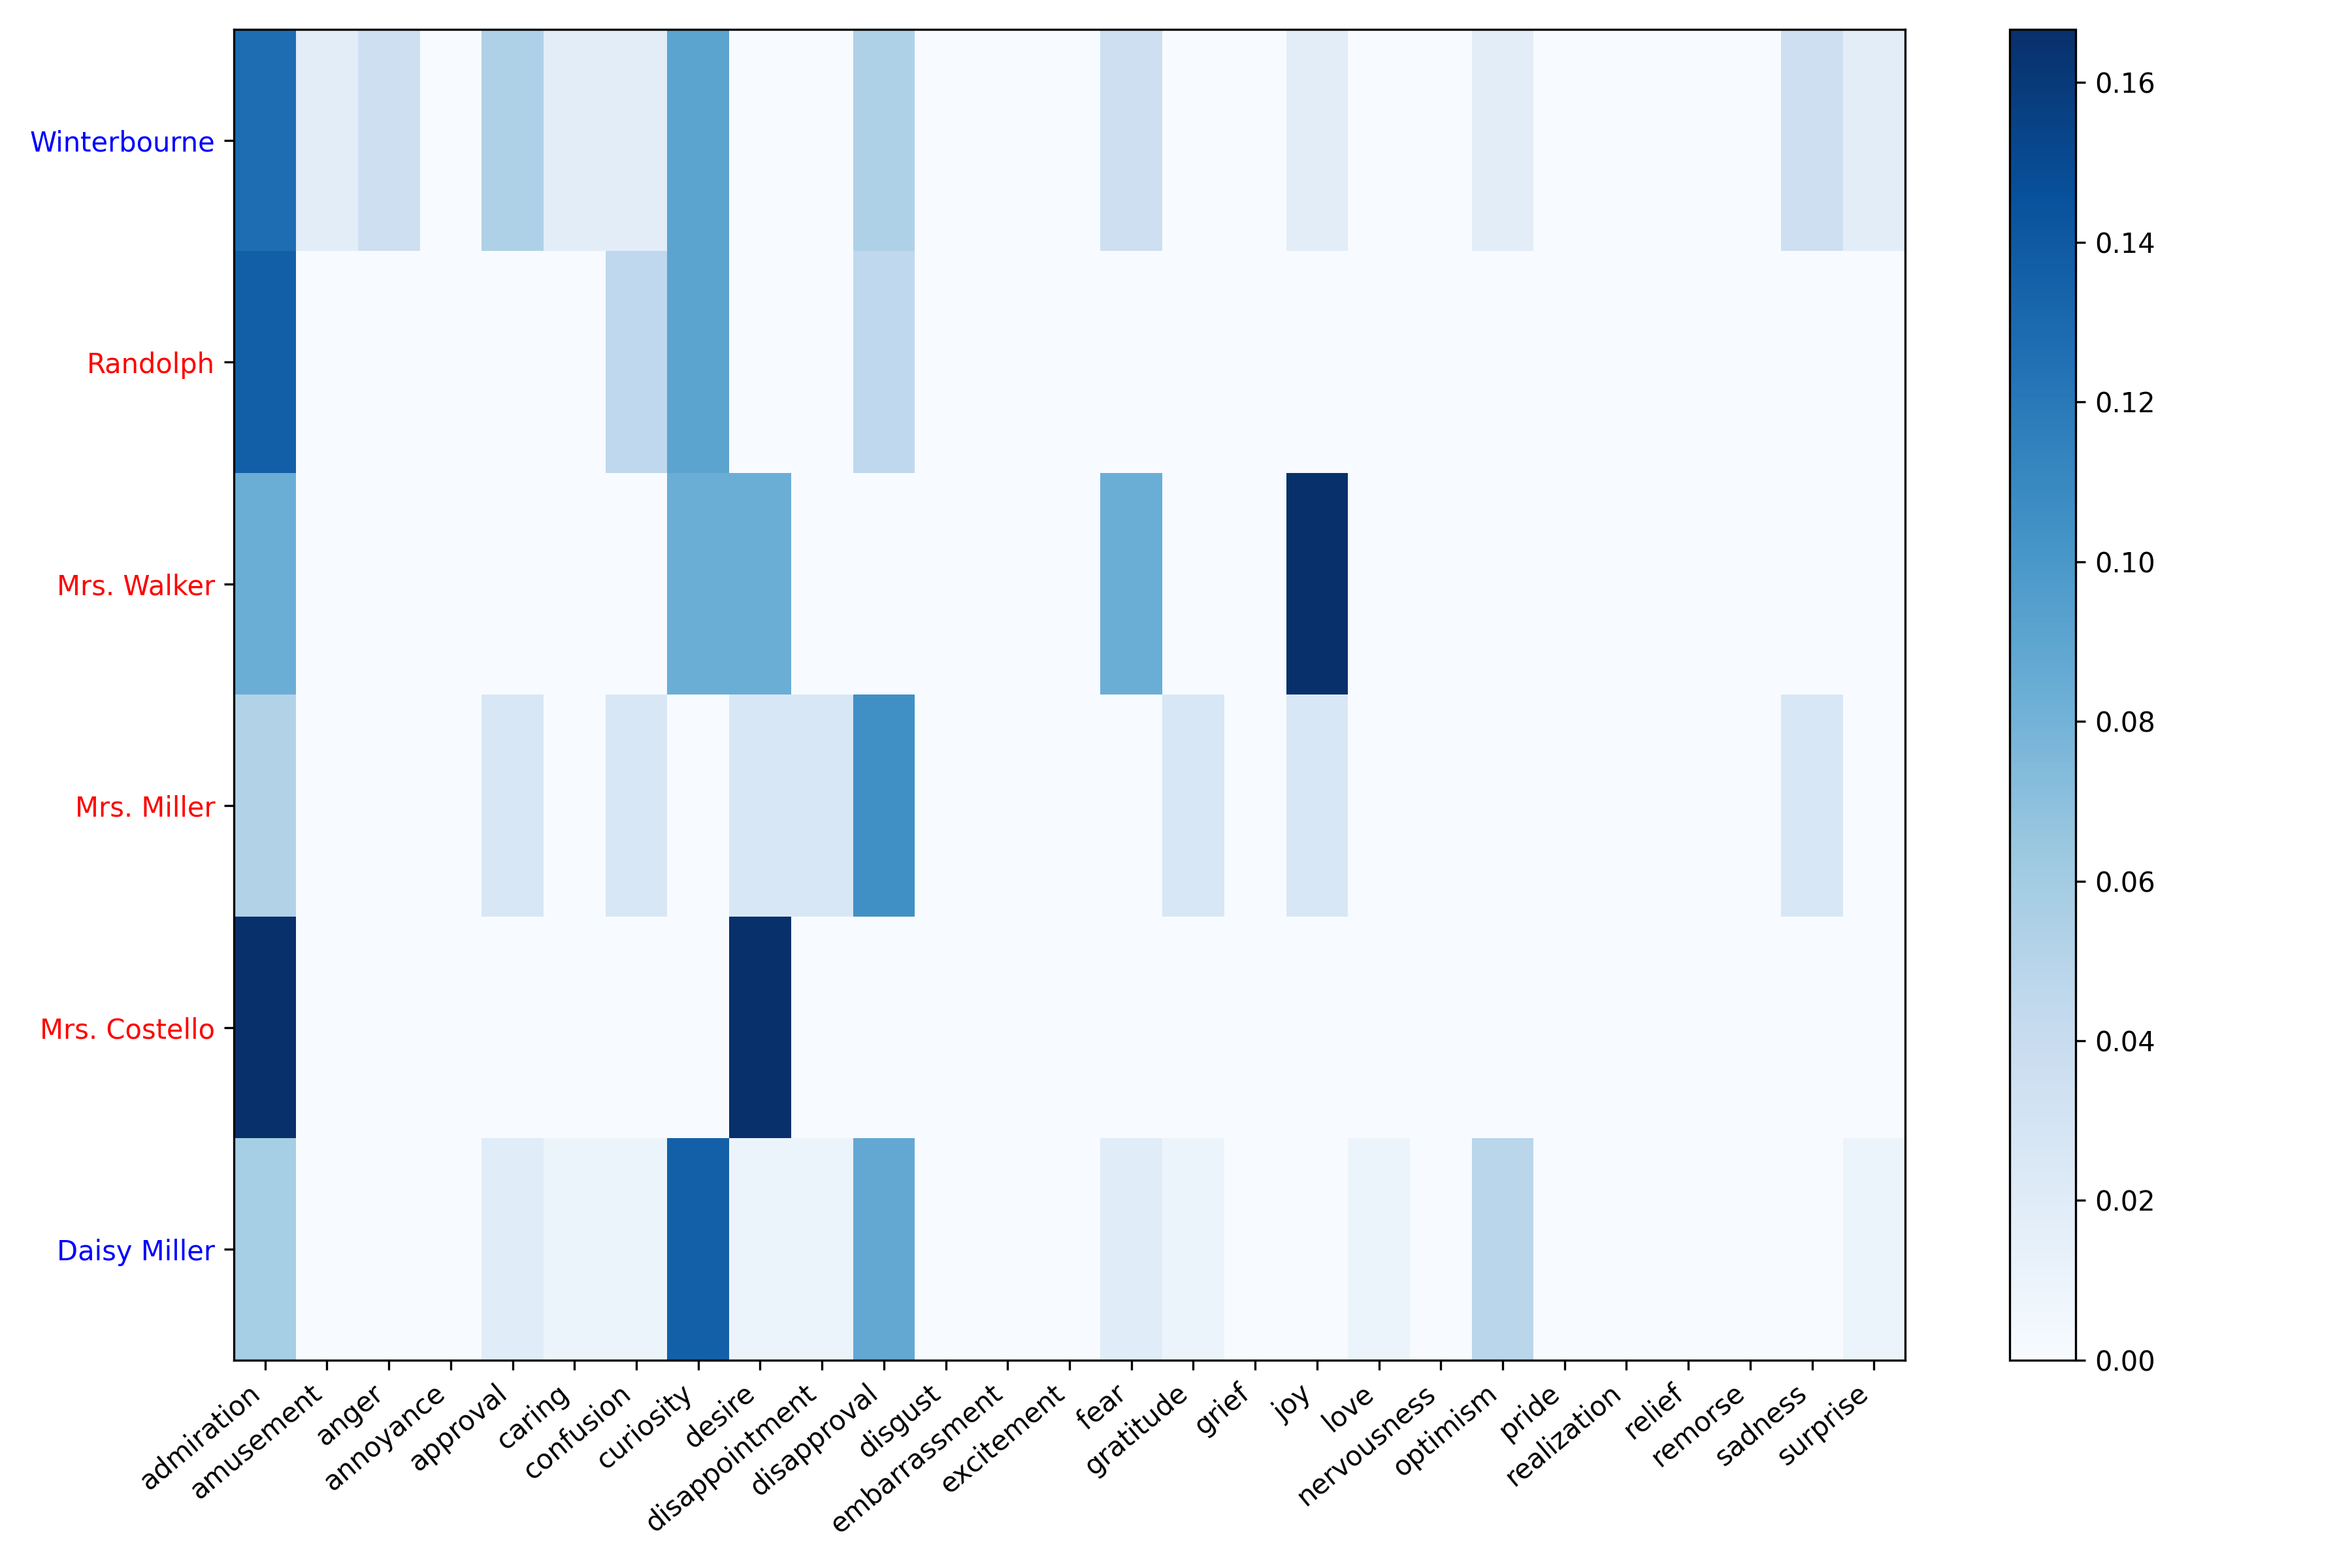 Winterbourne
Randolph
Mrs. Walker
Mrs. Miller
Mrs. Costello
Daisy Miller
admiration
amusement
anger
annoyance
approval
caring
confusion
curiosity
desire
disappointment
disapproval
disgust
embarrassment
excitement
fear
gratitude
grief
joy
love
nervousness
optimism
pride
realization
relief
remorse
sadness
surprise
0.16
0.14
0.12
0.10
0.08
0.06
0.04
0.02
0.00